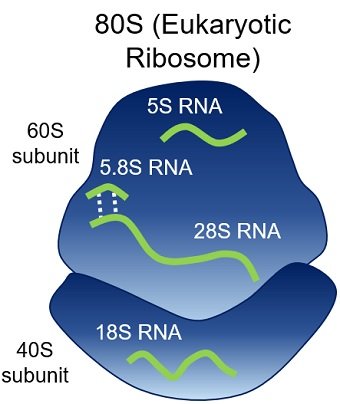 80S (Eukaryotic
Ribosome)
5S RNA
60S
subunit
5.8S RNA
28S RNA
18S RNA
40S
subunit